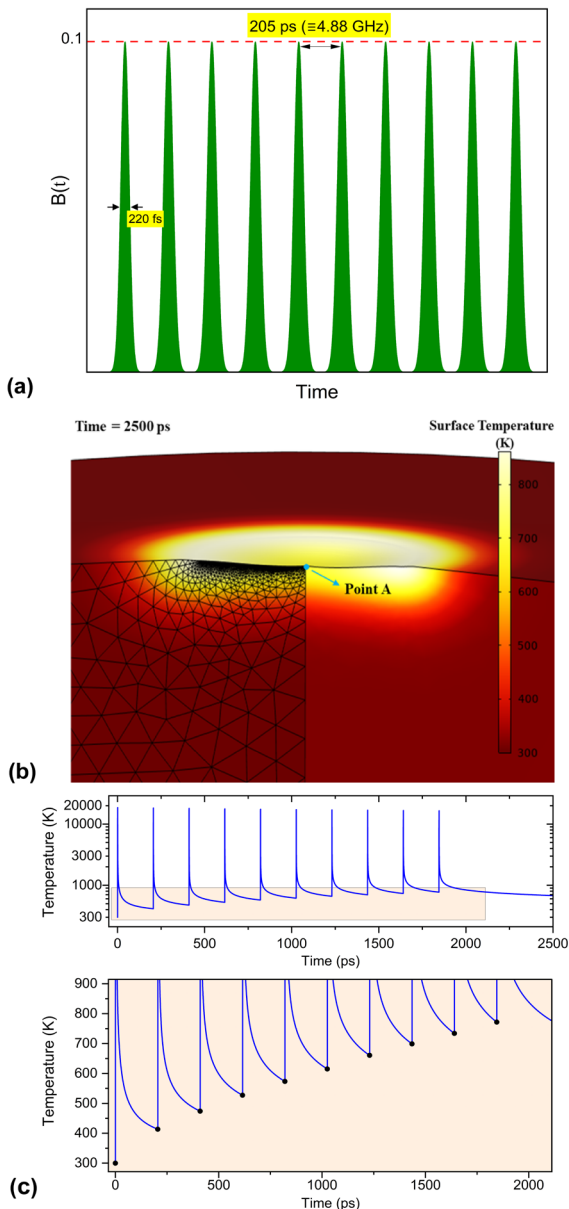 205 ps (≡4.88 GHz)
0.1
B(t)
220 fs
Time
(a)
Time = 2500 ps
Surface Temperature
(K)
800
700
600
500
400
300
Point A
(b)
20000
10000
3000
1000
300
Temperature (K)
0
500
1000
1500
2000
2500
Time (ps)
900
800
700
600
500
400
300
Temperature (K)
0
500
1000
1500
2000
Time (ps)
(c)